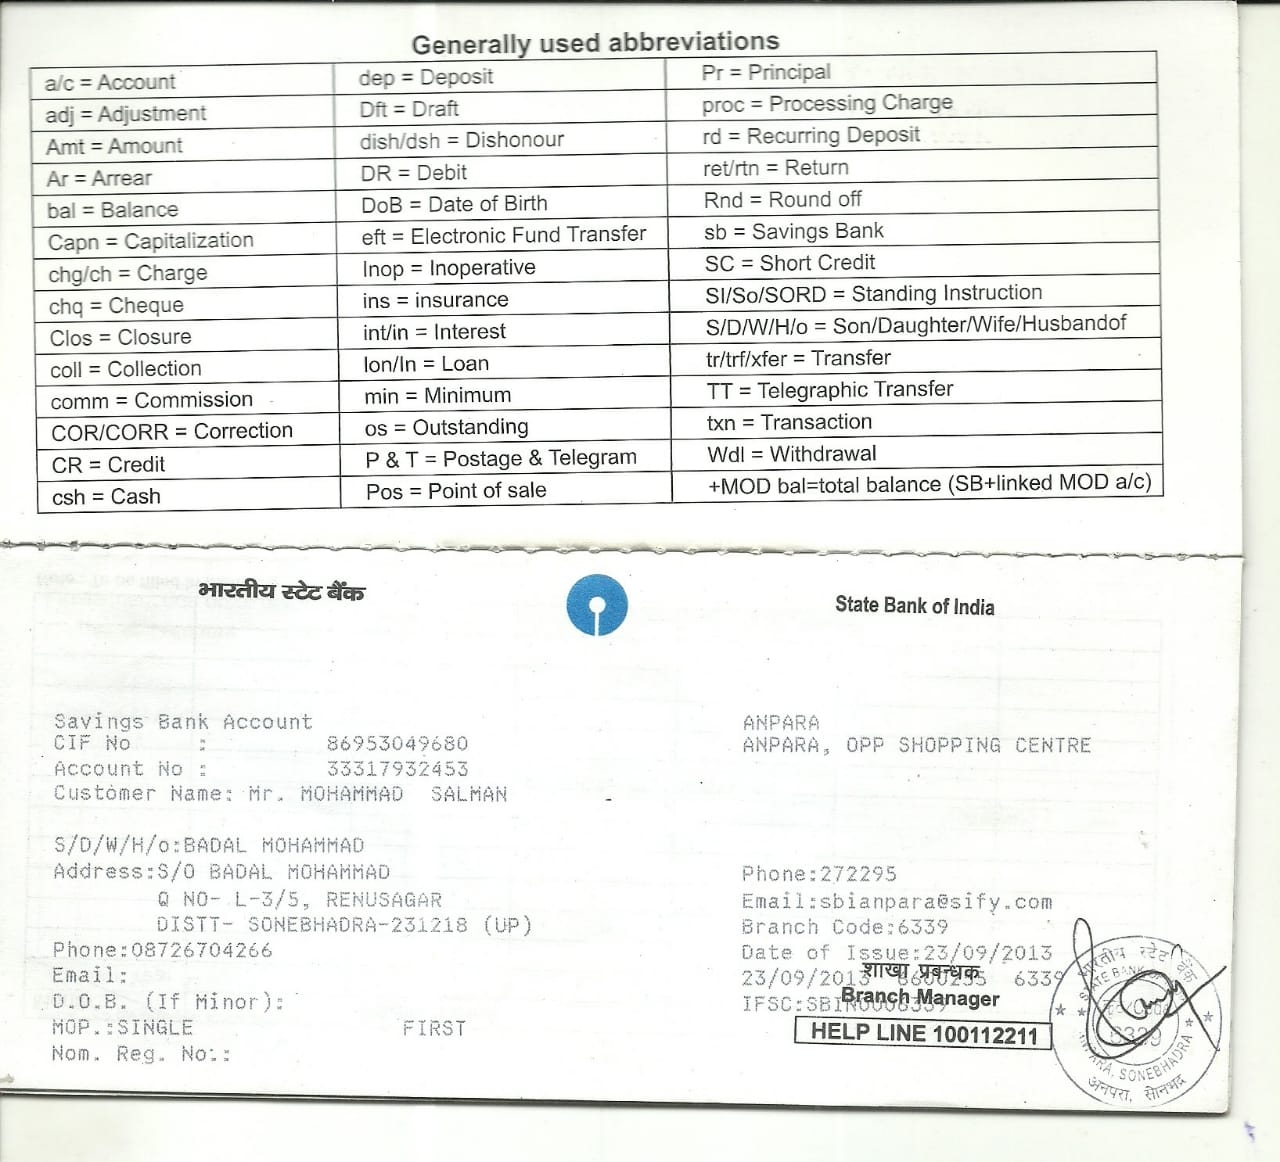 Generally used abbreviations
a/c = Account
dep = Deposit
Pr = Principal
adj = Adjustment
Dft = Draft
proc = Processing Charge
Amt = Amount
dish/dsh = Dishonour
rd = Recurring Deposit
Ar = Arrear
DR = Debit
ret/rtn = Return
bal = Balance
DoB = Date of Birth
Rnd = Round off
Capn = Capitalization
eft = Electronic Fund Transfer
sb = Savings Bank
chg/ch = Charge
Inop = Inoperative
SC = Short Credit
chq = Cheque
ins = insurance
SI/So/SORD = Standing Instruction
Clos = Closure
int/in = Interest
S/D/W/H/o = Son/Daughter/Wife/Husbandof
coll = Collection
lon/ln = Loan
tr/trf/xfer = Transfer
comm = Commission
min = Minimum
TT = Telegraphic Transfer
COR/CORR = Correction
os = Outstanding
txn = Transaction
CR = Credit
P & T = Postage & Telegram
Wdl = Withdrawal
csh = Cash
Pos = Point of sale
+MOD bal=total balance (SB+linked MOD a/c)
भारतीय स्टेट बैंक
State Bank of India
Savings Bank Account
CIF No : 86953049680
Account No : 33317932453
Customer Name: Mr. MOHAMMAD SALMAN
S/D/W/H/o:BADAL MOHAMMAD
Address:S/O BADAL MOHAMMAD
Q NO- L-3/5, RENUSAGAR
DISTT- SONEBHADRA-231218 (UP)
Phone:08726704266
Email:
D.O.B. (If Minor):
MOP.:SINGLE FIRST
Nom. Reg. No.:
ANPARA
ANPARA, OPP SHOPPING CENTRE
Phone:272295
Email:sbianpara@sify.com
Branch Code:6339
Date of Issue:23/09/2013
23/09/2013 6339
शाखा प्रबन्धक
IFSC:SBIN0006339
Branch Manager
HELP LINE 100112211
भारतीय स्टेट बैंक
STATE BANK OF
6339
ANPARA, SONEBHADRA
अनपरा, सोनभद्र